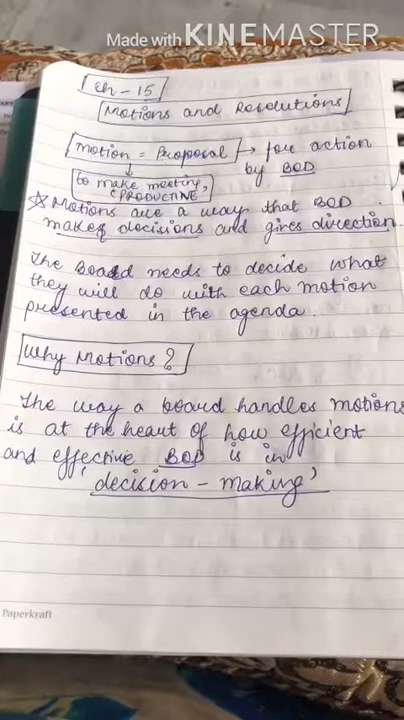 Made with KINEMASTER
Ch-15
Motions and Resolutions
motion = Proposal → for action
by BOD
to make meeting,
PRODUCTIVE
☆ Motions are a way that BOD
makes decisions and gives direction.
The Board needs to decide what
they will do with each motion
presented in the agenda.
Why Motions?
The way a board handles motions
is at the heart of how efficient
and effective BOD is in
'decision-making'
Paperkraft